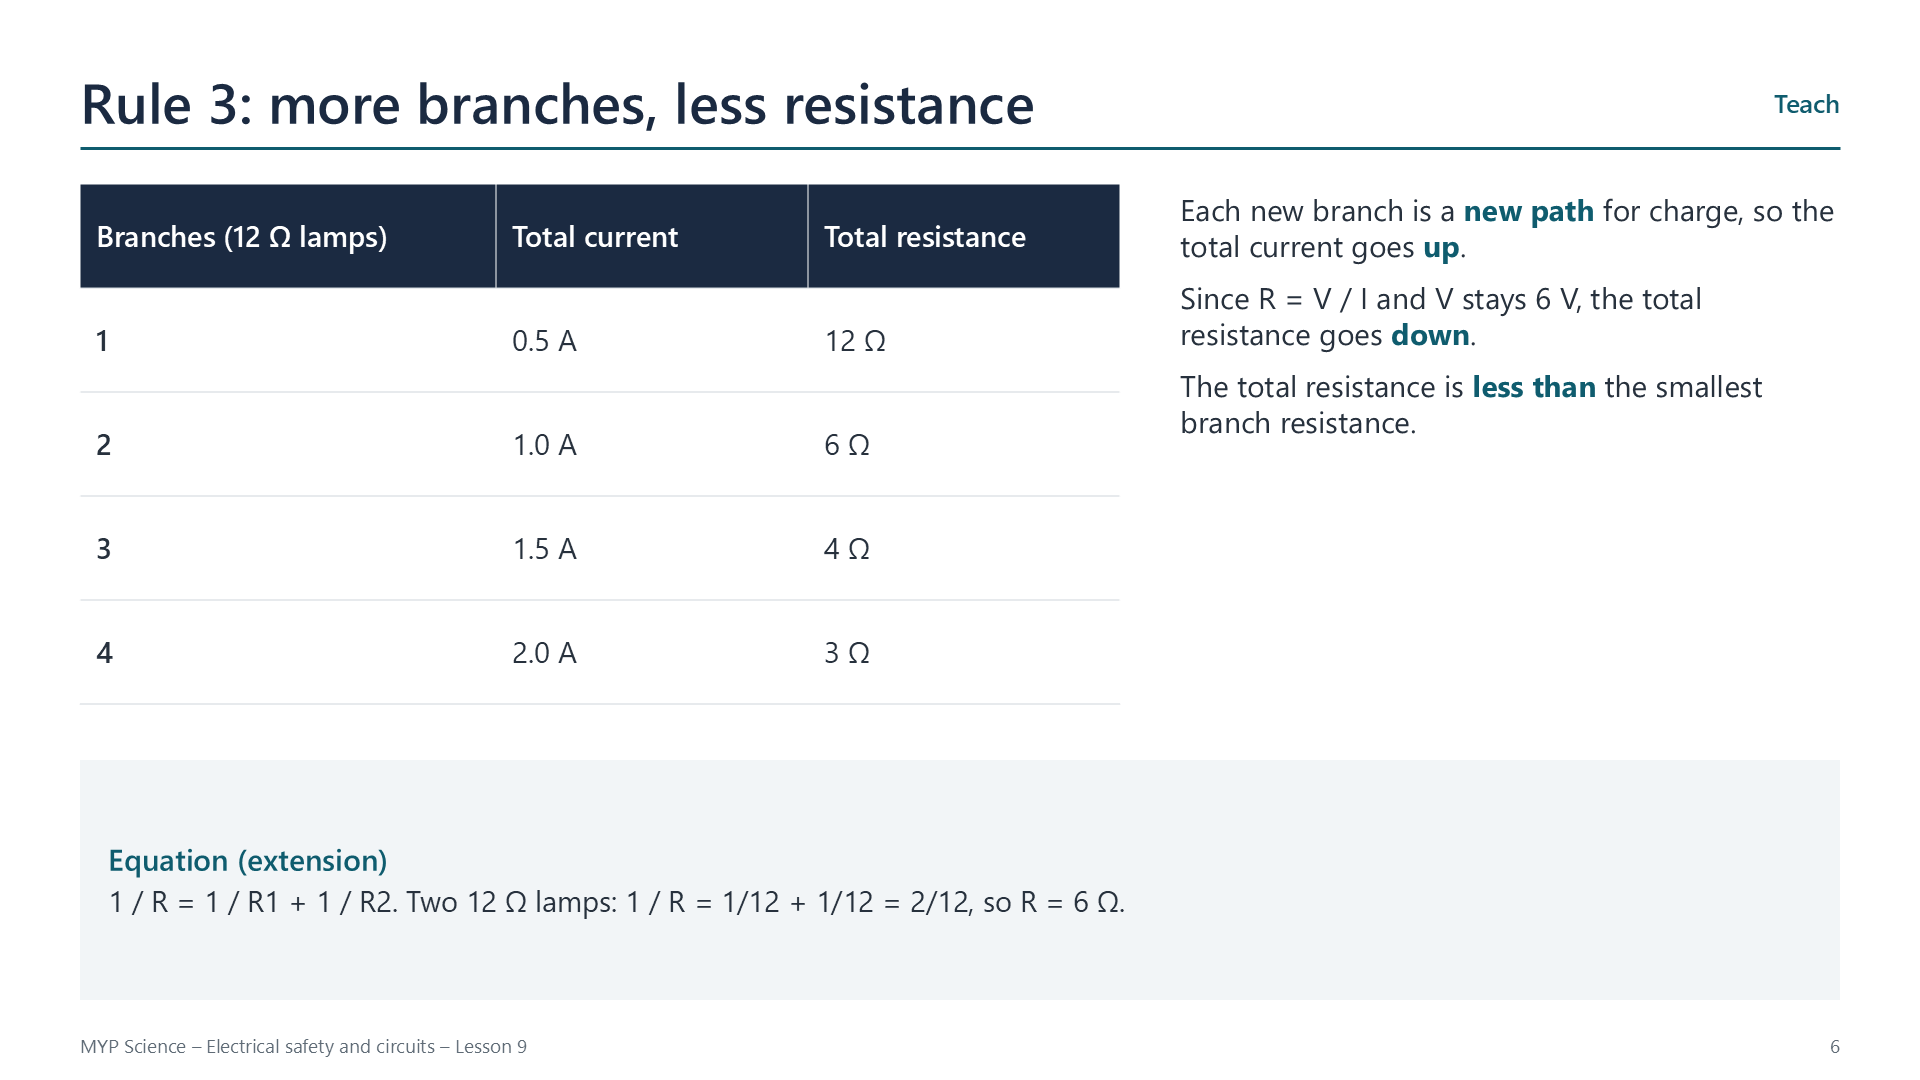 Rule 3: more branches, less resistance
Teach
Branches (12 Ω lamps) Total current Total resistance
1 0.5 A 12 Ω
2 1.0 A 6 Ω
3 1.5 A 4 Ω
4 2.0 A 3 Ω
Each new branch is a new path for charge, so the
total current goes up.
Since R = V / I and V stays 6 V, the total
resistance goes down.
The total resistance is less than the smallest
branch resistance.
Equation (extension)
1 / R = 1 / R1 + 1 / R2. Two 12 Ω lamps: 1 / R = 1/12 + 1/12 = 2/12, so R = 6 Ω.
MYP Science – Electrical safety and circuits – Lesson 9
6